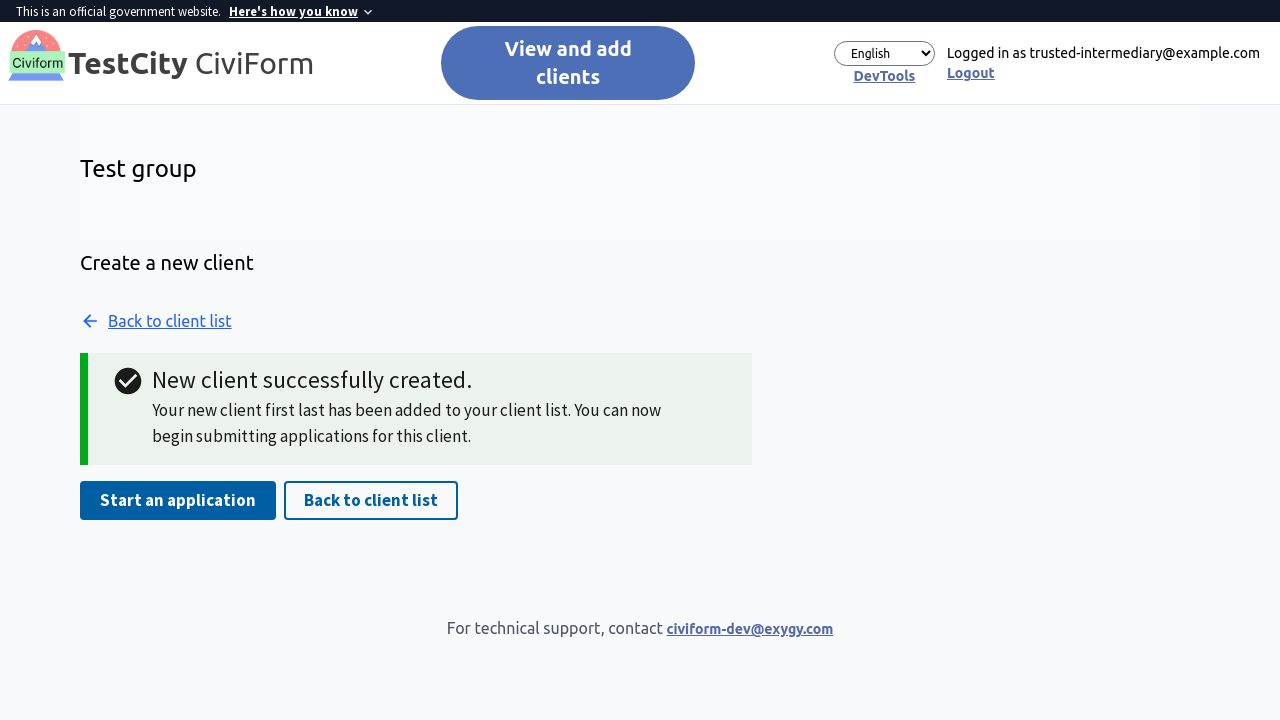 This is an official government website. Here's how you know
Civiform
TestCity CiviForm
View and add
clients
English
DevTools
Logged in as trusted-intermediary@example.com
Logout
Test group
Create a new client
Back to client list
New client successfully created.
Your new client first last has been added to your client list. You can now
begin submitting applications for this client.
Start an application
Back to client list
For technical support, contact civiform-dev@exygy.com